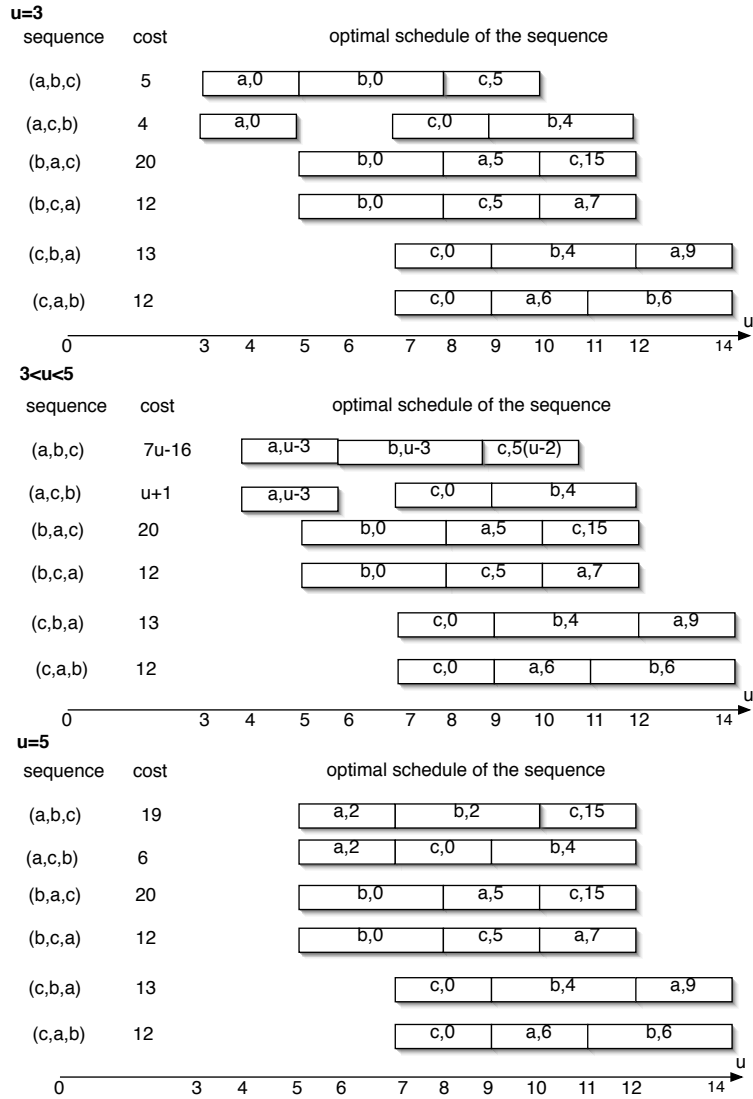 u=3
sequence cost optimal schedule of the sequence
(a,b,c) 5 a,0 b,0 c,5
(a,c,b) 4 a,0 c,0 b,4
(b,a,c) 20 b,0 a,5 c,15
(b,c,a) 12 b,0 c,5 a,7
(c,b,a) 13 c,0 b,4 a,9
(c,a,b) 12 c,0 a,6 b,6
u
0 3 4 5 6 7 8 9 10 11 12 14
3<u<5
sequence cost optimal schedule of the sequence
(a,b,c) 7u-16 a,u-3 b,u-3 c,5(u-2)
(a,c,b) u+1 a,u-3 c,0 b,4
(b,a,c) 20 b,0 a,5 c,15
(b,c,a) 12 b,0 c,5 a,7
(c,b,a) 13 c,0 b,4 a,9
(c,a,b) 12 c,0 a,6 b,6
u
0 3 4 5 6 7 8 9 10 11 12 14
u=5
sequence cost optimal schedule of the sequence
(a,b,c) 19 a,2 b,2 c,15
(a,c,b) 6 a,2 c,0 b,4
(b,a,c) 20 b,0 a,5 c,15
(b,c,a) 12 b,0 c,5 a,7
(c,b,a) 13 c,0 b,4 a,9
(c,a,b) 12 c,0 a,6 b,6
u
0 3 4 5 6 7 8 9 10 11 12 14